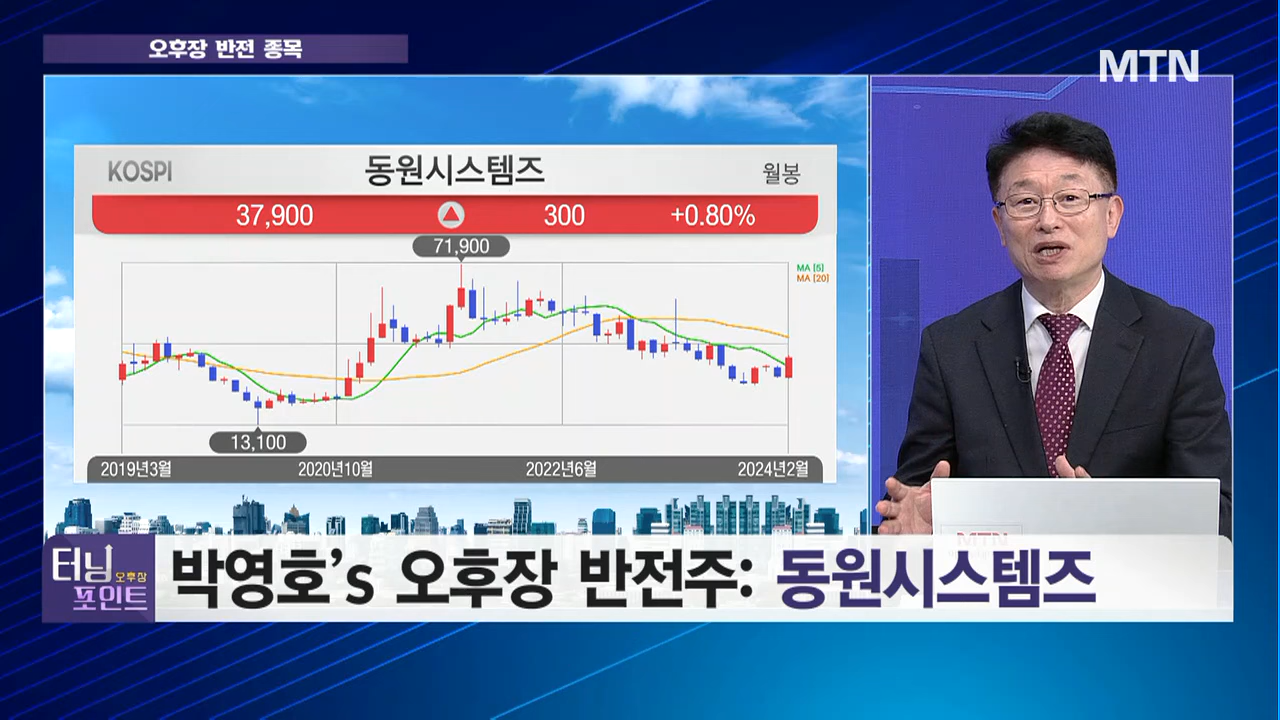 오후장 반전 종목
MTN
KOSPI
동원시스템즈
월봉
37,900
300
+0.80%
71,900
MA [5]
MA [20]
13,100
2019년3월
2020년10월
2022년6월
2024년2월
MTN
터닝
오후장
포인트
박영호's 오후장 반전주: 동원시스템즈